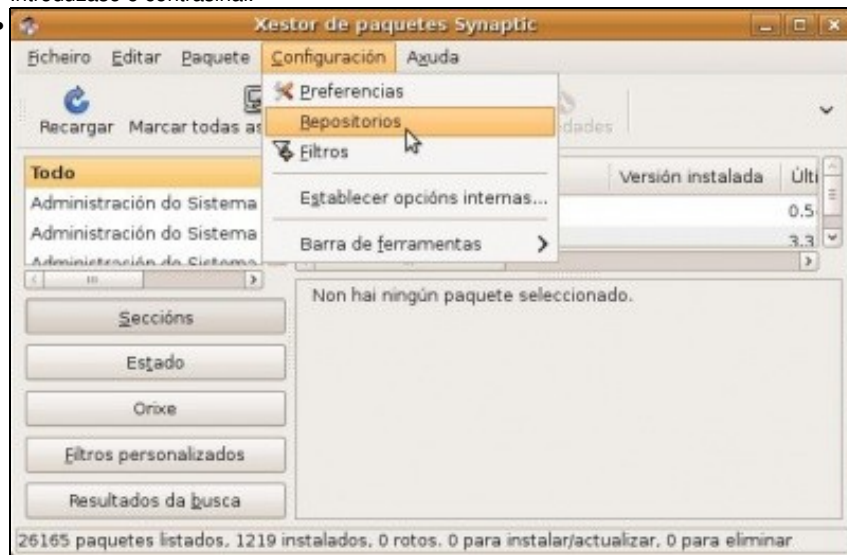 Xestor de paquetes Synaptic
Ficheiro Editar Paquete Configuración Axuda
Preferencias
Repositorios
Filtros
Establecer opcións internas...
Barra de ferramentas
Recargar Marcar todas as
Todo
Administración do Sistema
Administración do Sistema
Administración do Sistema
Versión instalada Últi
0.5
3.3
Seccións
Estado
Orixe
Filtros personalizados
Resultados da busca
Non hai ningún paquete seleccionado.
26165 paquetes listados, 1219 instalados, 0 rotos. 0 para instalar/actualizar, 0 para eliminar